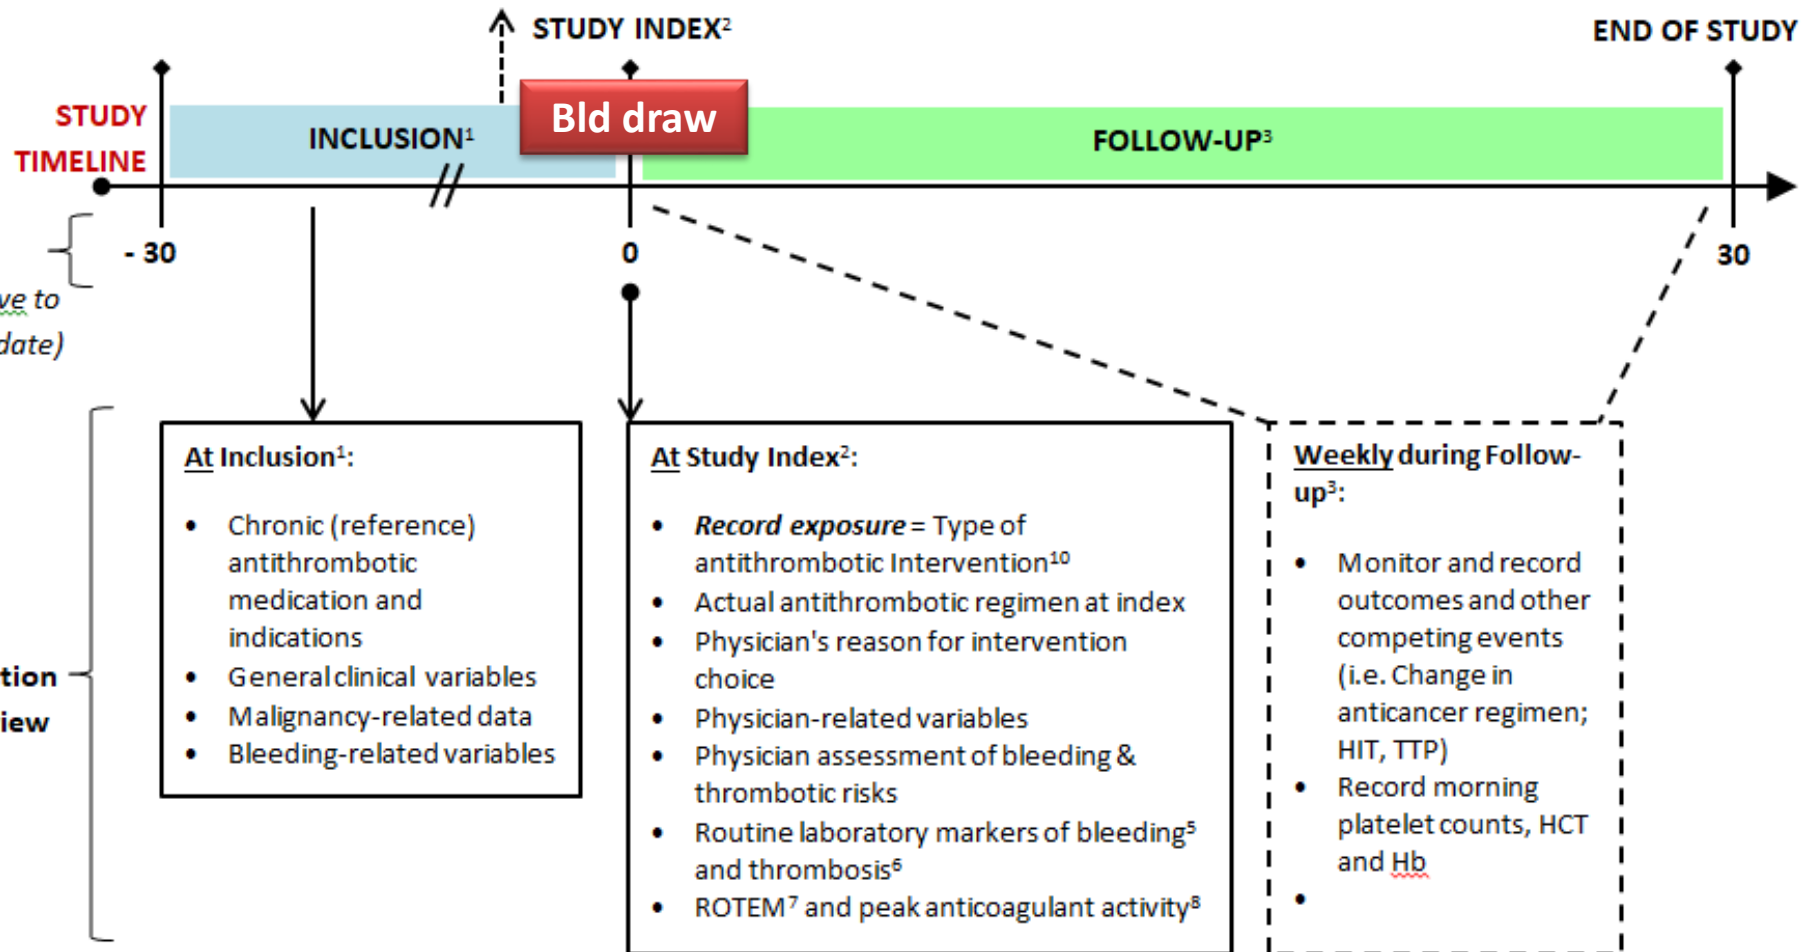 STUDY INDEX²
END OF STUDY
STUDY
TIMELINE
INCLUSION¹
Bld draw
FOLLOW-UP³
- 30
0
30
ve to
date)
tion
iew
At Inclusion¹:
• Chronic (reference)
antithrombotic
medication and
indications
• General clinical variables
• Malignancy-related data
• Bleeding-related variables
At Study Index²:
• Record exposure = Type of
antithrombotic Intervention¹⁰
• Actual antithrombotic regimen at index
• Physician's reason for intervention
choice
• Physician-related variables
• Physician assessment of bleeding &
thrombotic risks
• Routine laboratory markers of bleeding⁵
and thrombosis⁶
• ROTEM⁷ and peak anticoagulant activity⁸
Weekly during Follow-
up³:
• Monitor and record
outcomes and other
competing events
(i.e. Change in
anticancer regimen;
HIT, TTP)
• Record morning
platelet counts, HCT
and Hb
•